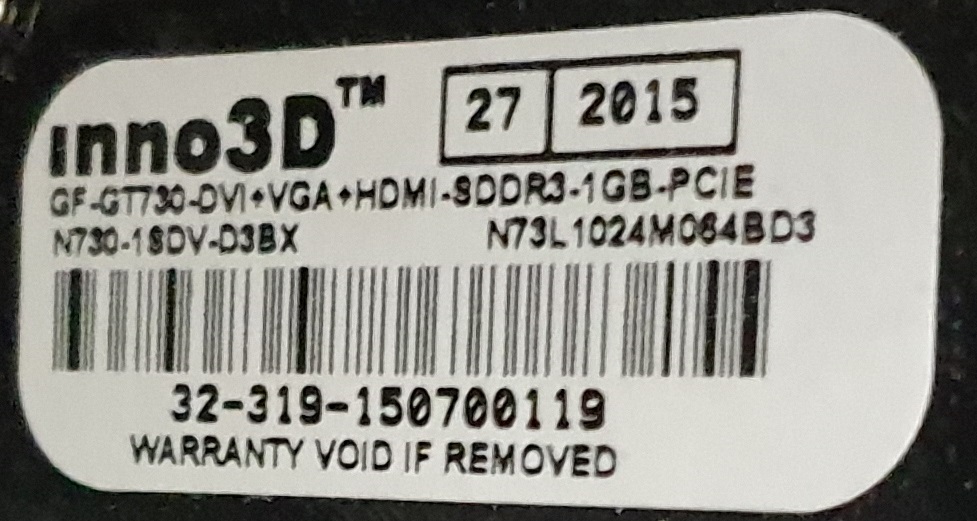 inno3D™ 27 2015
GF-GT730-DVI+VGA+HDMI-SDDR3-1GB-PCIE
N730-1SDV-D3BX N73L1024M064BD3
32-319-150700119
WARRANTY VOID IF REMOVED